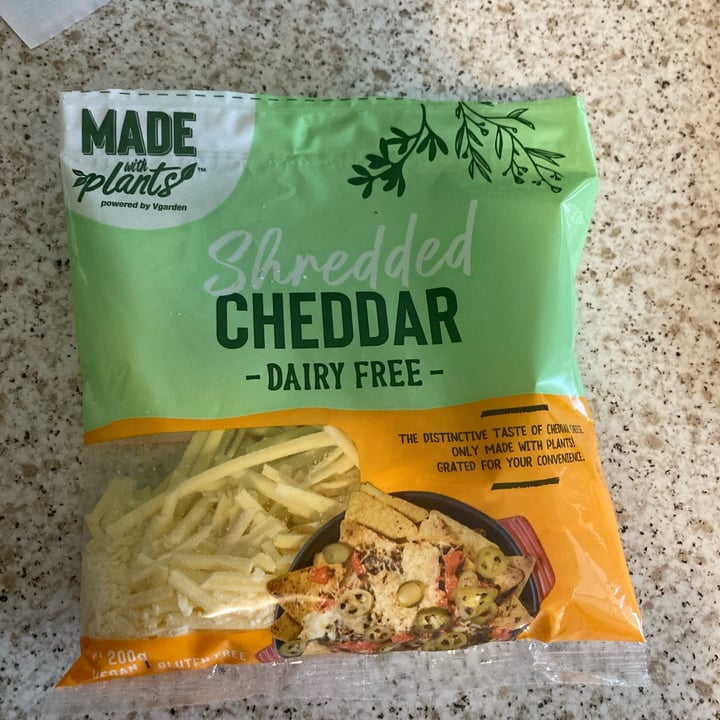 MADE
with
plants™
powered by Vgarden
Shredded
CHEDDAR
- DAIRY FREE -
THE DISTINCTIVE TASTE OF CHEDDAR CHEESE,
ONLY MADE WITH PLANTS!
GRATED FOR YOUR CONVENIENCE.
200g
VEGAN | GLUTEN FREE